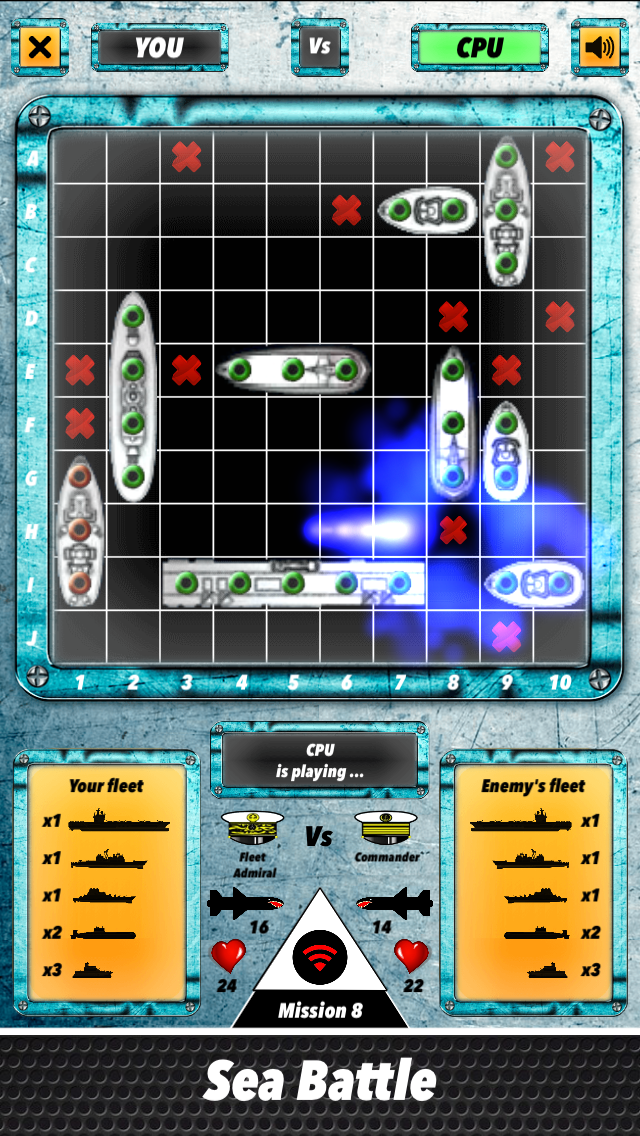 YOU
Vs
CPU
A
B
C
D
E
F
G
H
I
J
1 2 3 4 5 6 7 8 9 10
CPU
is playing ...
Your fleet
x1
x1
x1
x2
x3
Fleet
Admiral
Vs
Commander
16
14
24
22
Mission 8
Enemy's fleet
x1
x1
x1
x2
x3
Sea Battle